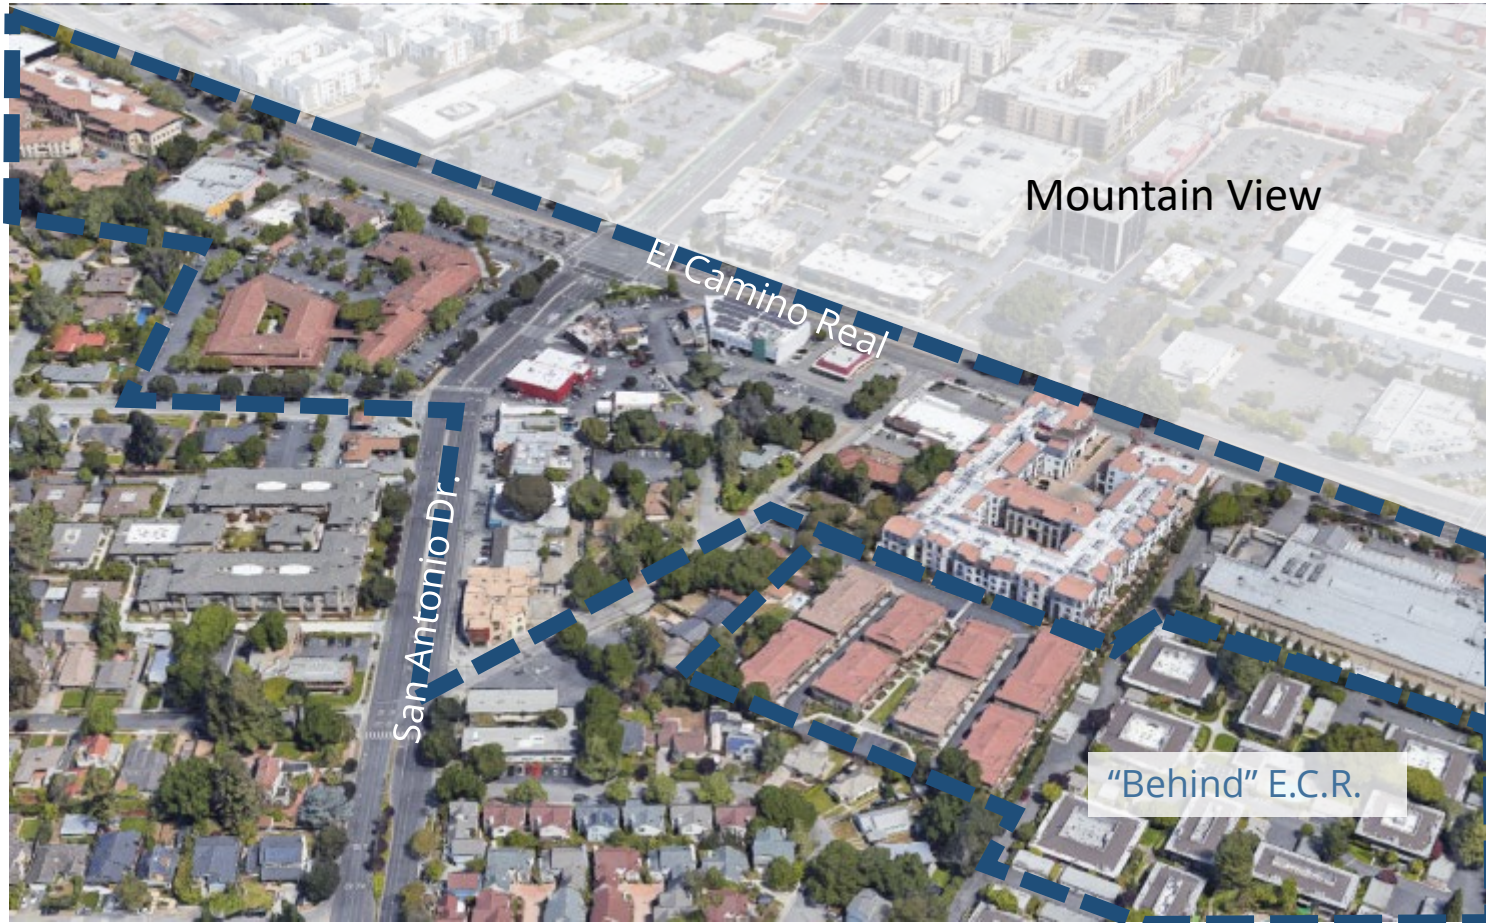 Mountain View
El Camino Real
San Antonio Dr.
“Behind” E.C.R.